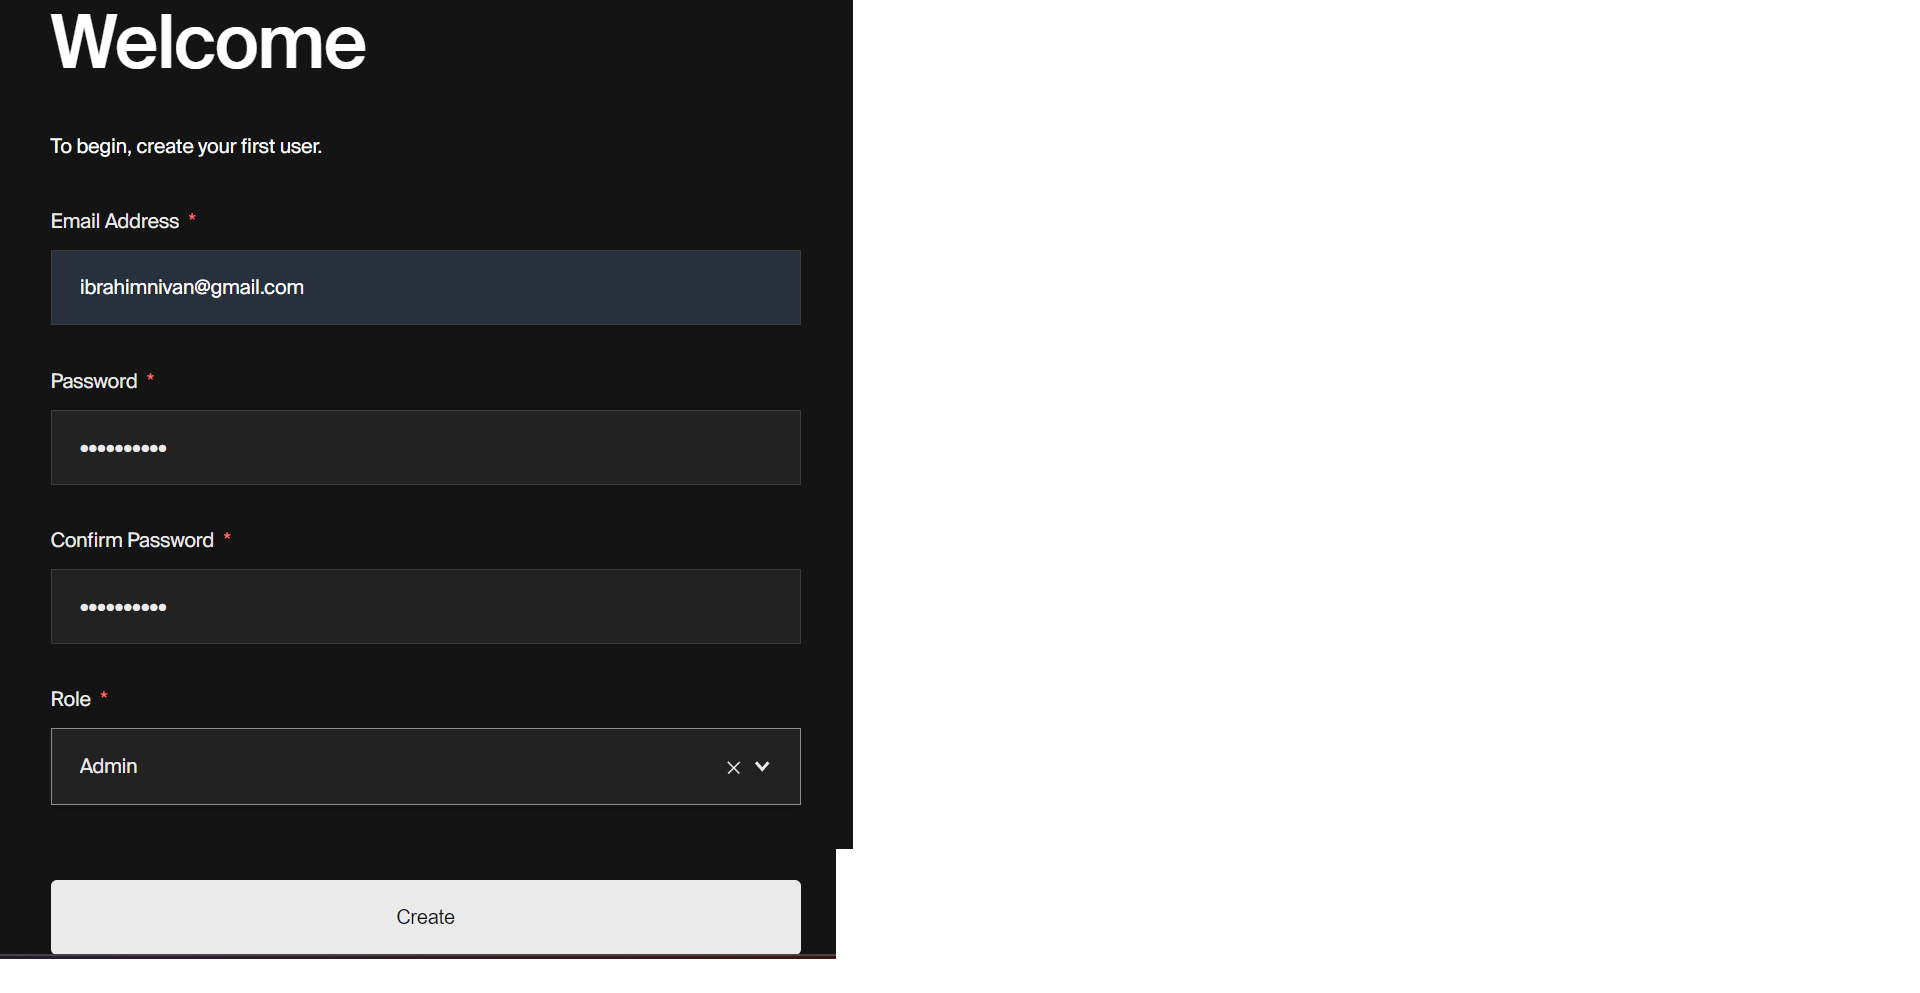 Welcome
To begin, create your first user.
Email Address *
ibrahimnivan@gmail.com
Password *
••••••••••
Confirm Password *
••••••••••
Role *
Admin
Create